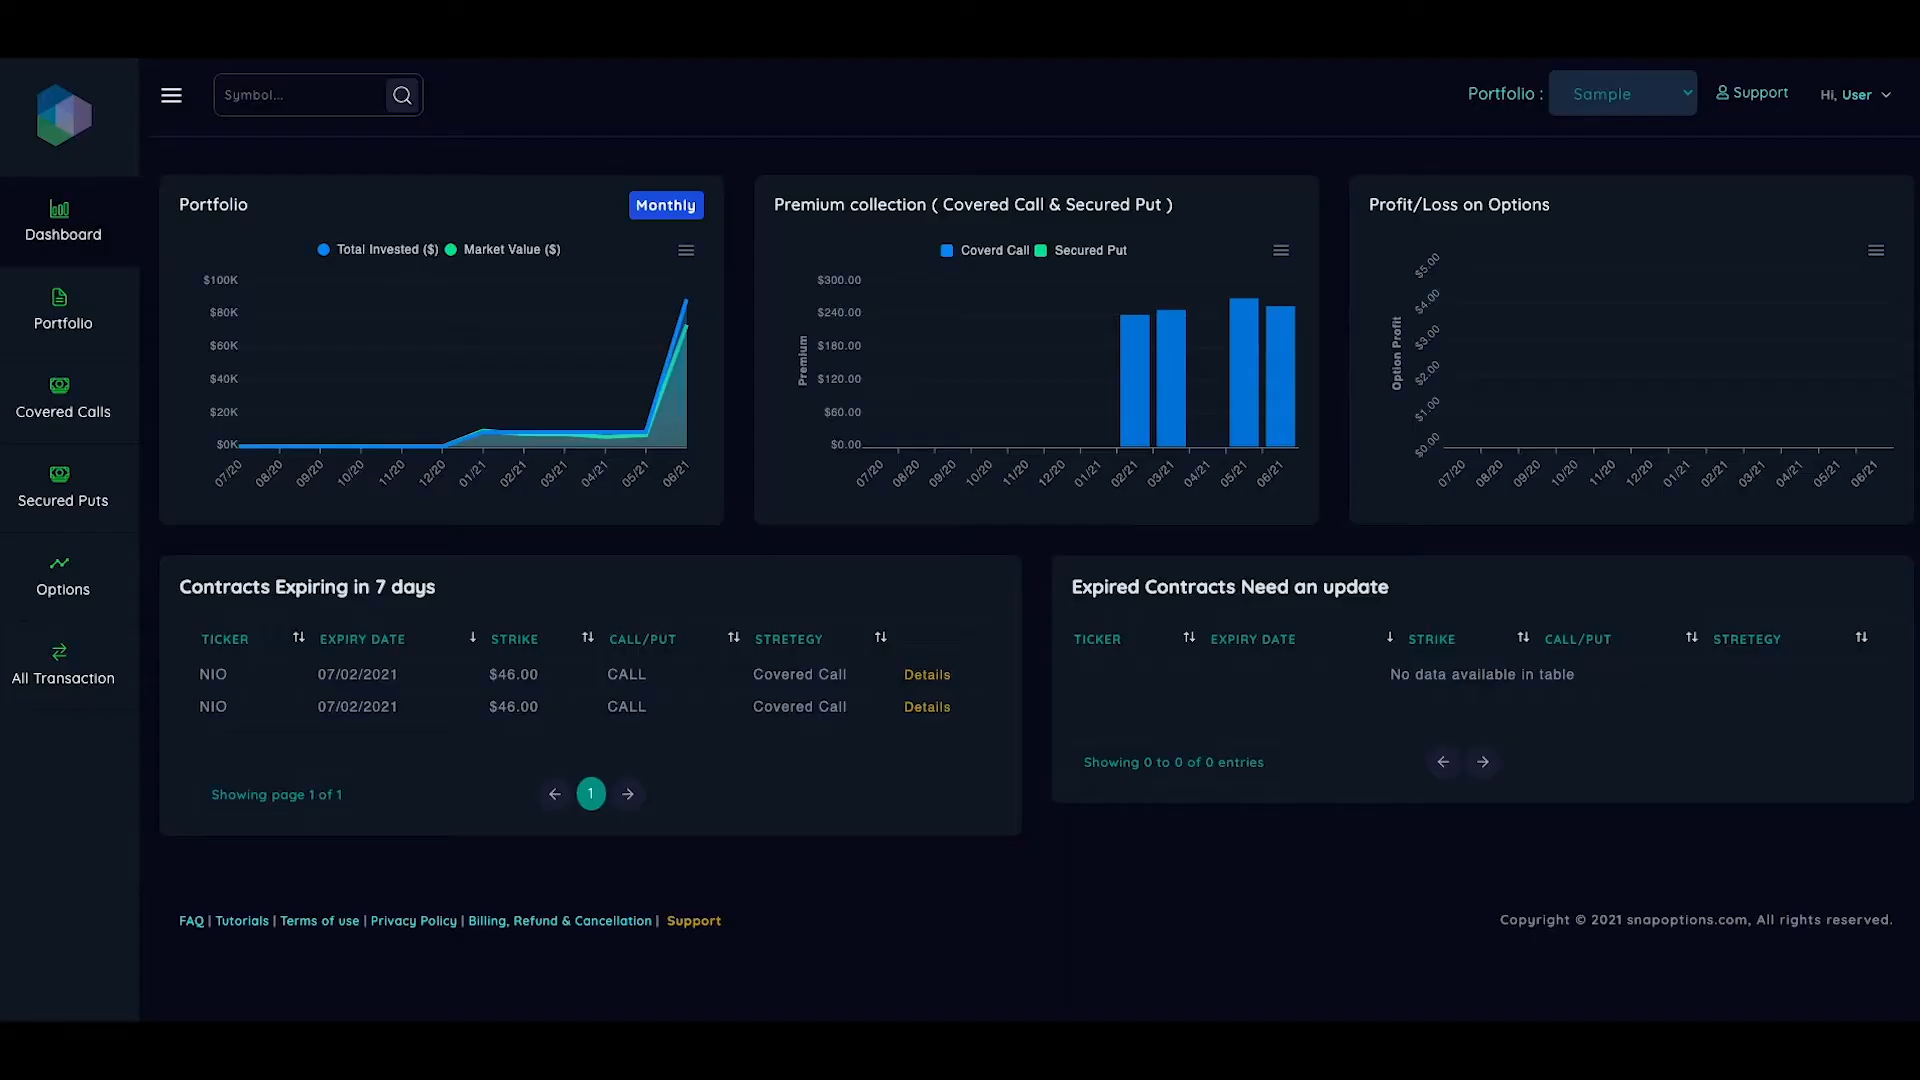 Symbol...
Portfolio :
Sample
Support
Hi, User
Dashboard
Portfolio
Covered Calls
Secured Puts
Options
All Transaction
Portfolio
Monthly
Total Invested ($)
Market Value ($)
$100K
$80K
$60K
$40K
$20K
$0K
07/20 08/20 09/20 10/20 11/20 12/20 01/21 02/21 03/21 04/21 05/21 06/21
Premium collection ( Covered Call & Secured Put )
Coverd Call
Secured Put
Premium
$300.00
$240.00
$180.00
$120.00
$60.00
$0.00
07/20 08/20 09/20 10/20 11/20 12/20 01/21 02/21 03/21 04/21 05/21 06/21
Profit/Loss on Options
Option Profit
$5.00
$4.00
$3.00
$2.00
$1.00
$0.00
07/20 08/20 09/20 10/20 11/20 12/20 01/21 02/21 03/21 04/21 05/21 06/21
Contracts Expiring in 7 days
TICKER EXPIRY DATE STRIKE CALL/PUT STRETEGY
NIO 07/02/2021 $46.00 CALL Covered Call Details
NIO 07/02/2021 $46.00 CALL Covered Call Details
Showing page 1 of 1
1
Expired Contracts Need an update
TICKER EXPIRY DATE STRIKE CALL/PUT STRETEGY
No data available in table
Showing 0 to 0 of 0 entries
FAQ | Tutorials | Terms of use | Privacy Policy | Billing, Refund & Cancellation | Support
Copyright © 2021 snapoptions.com, All rights reserved.